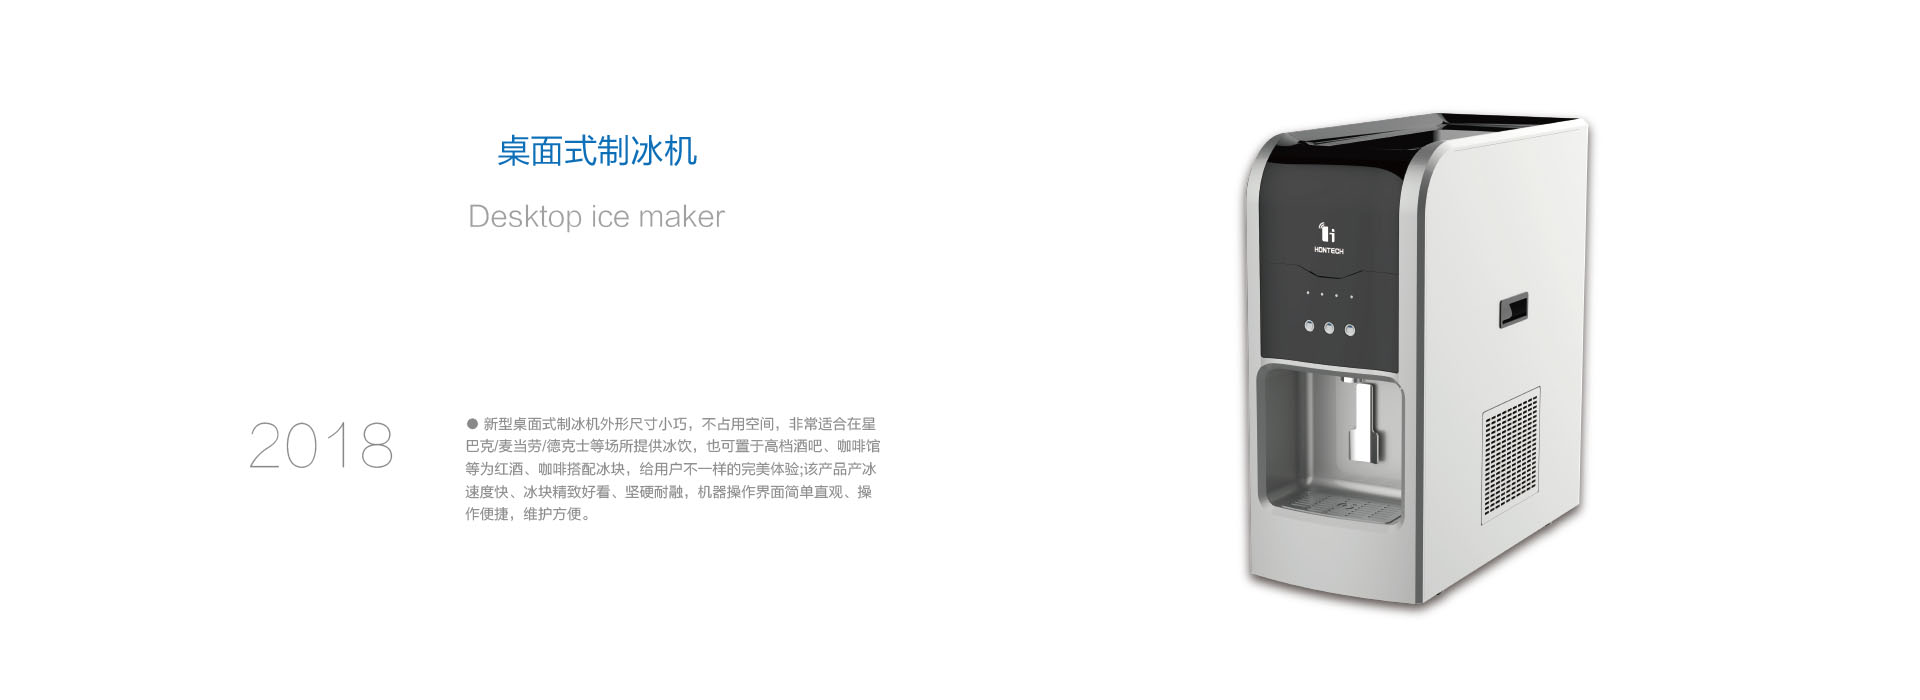 桌面式制冰机
Desktop ice maker
2018
● 新型桌面式制冰机外形尺寸小巧，不占用空间，非常适合在星
巴克/麦当劳/德克士等场所提供冰饮，也可置于高档酒吧、咖啡馆
等为红酒、咖啡搭配冰块，给用户不一样的完美体验;该产品产冰
速度快、冰块精致好看、坚硬耐融，机器操作界面简单直观、操
作便捷，维护方便。
HONTECH